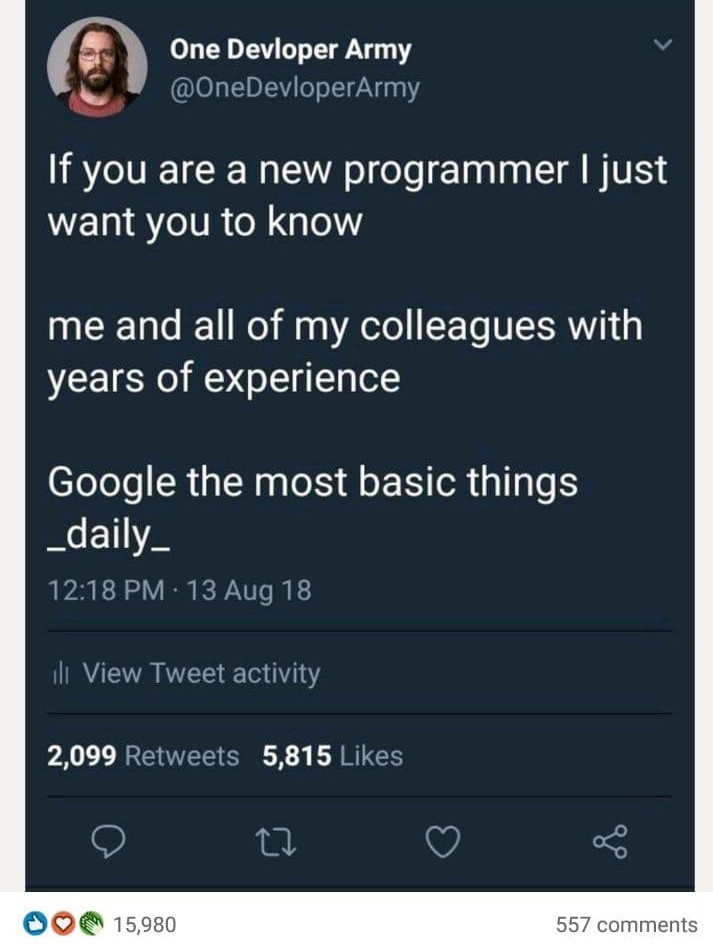 One Devloper Army
@OneDevloperArmy
If you are a new programmer I just
want you to know
me and all of my colleagues with
years of experience
Google the most basic things
_daily_
12:18 PM · 13 Aug 18
View Tweet activity
2,099 Retweets 5,815 Likes
15,980 557 comments